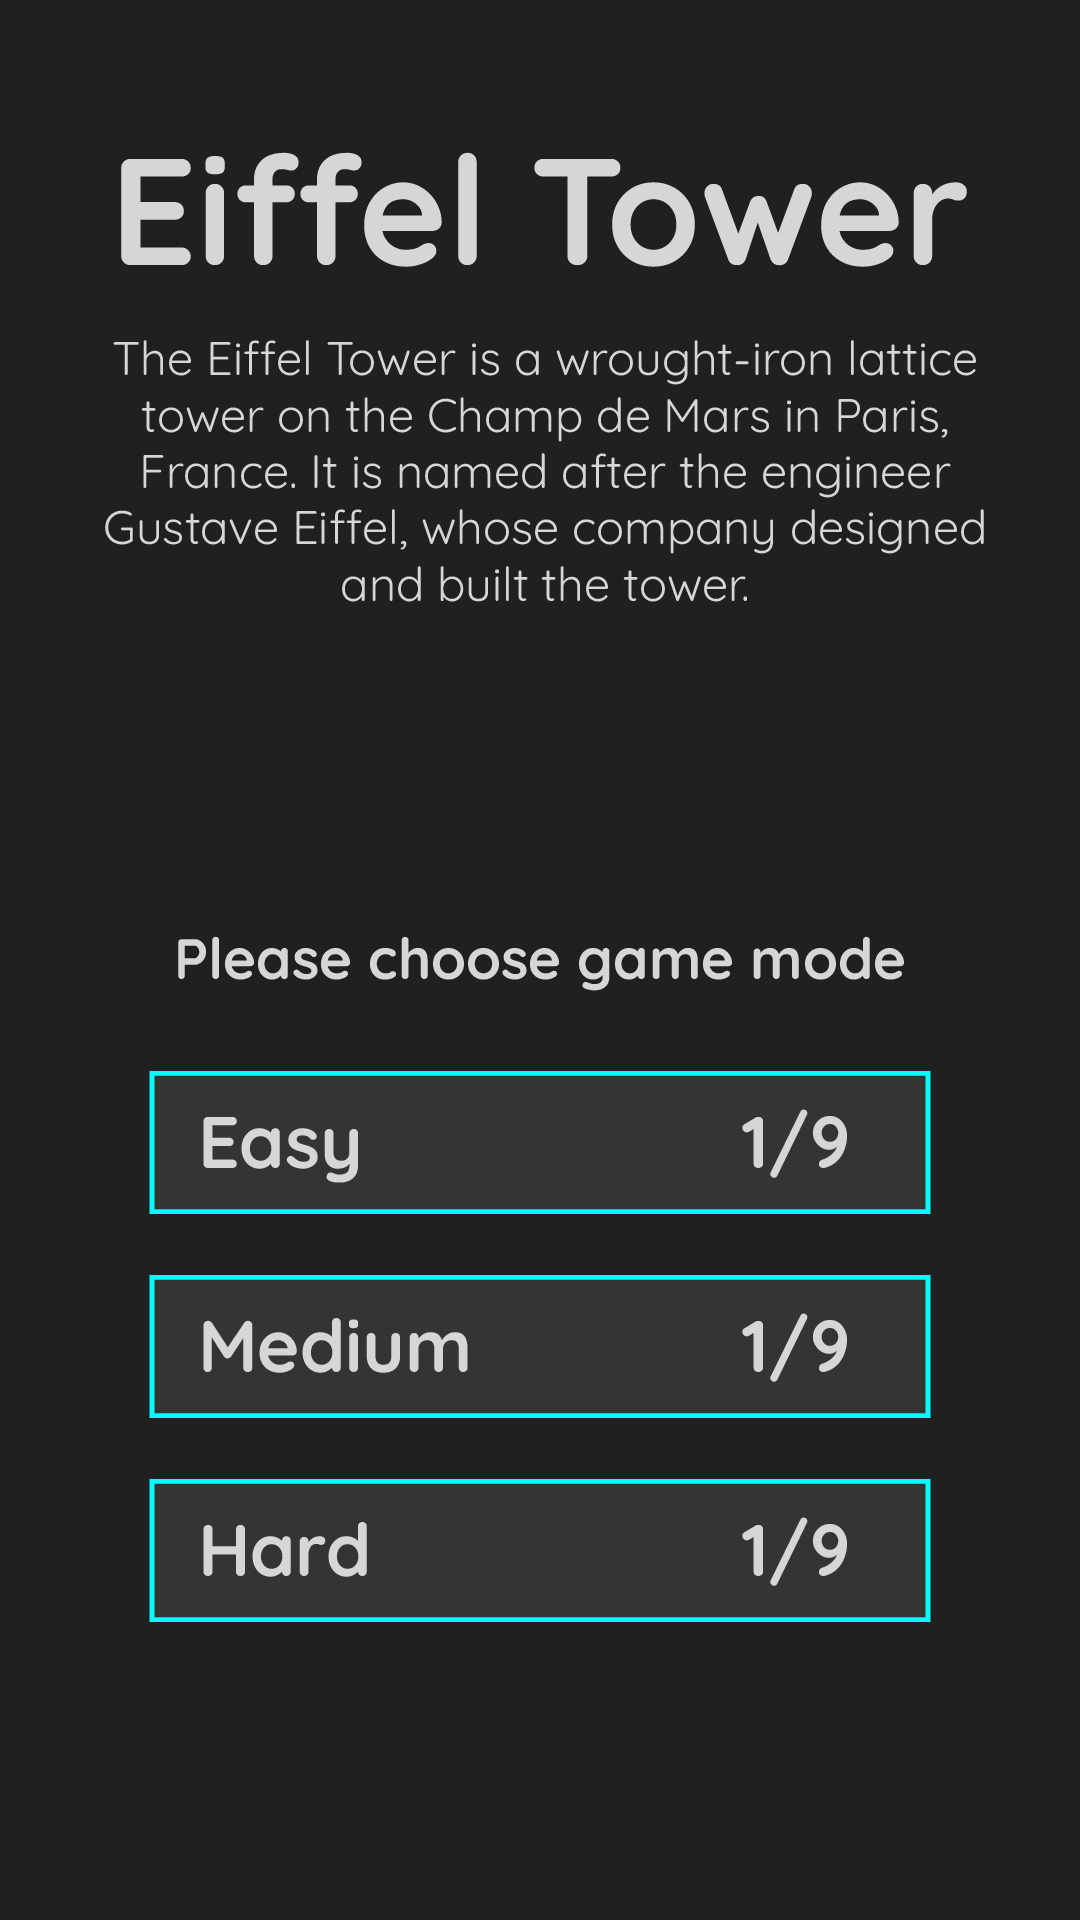 Eiffel Tower
The Eiffel Tower is a wrought-iron lattice
tower on the Champ de Mars in Paris,
France. It is named after the engineer
Gustave Eiffel, whose company designed
and built the tower.
Please choose game mode
Easy 1/9
Medium 1/9
Hard 1/9